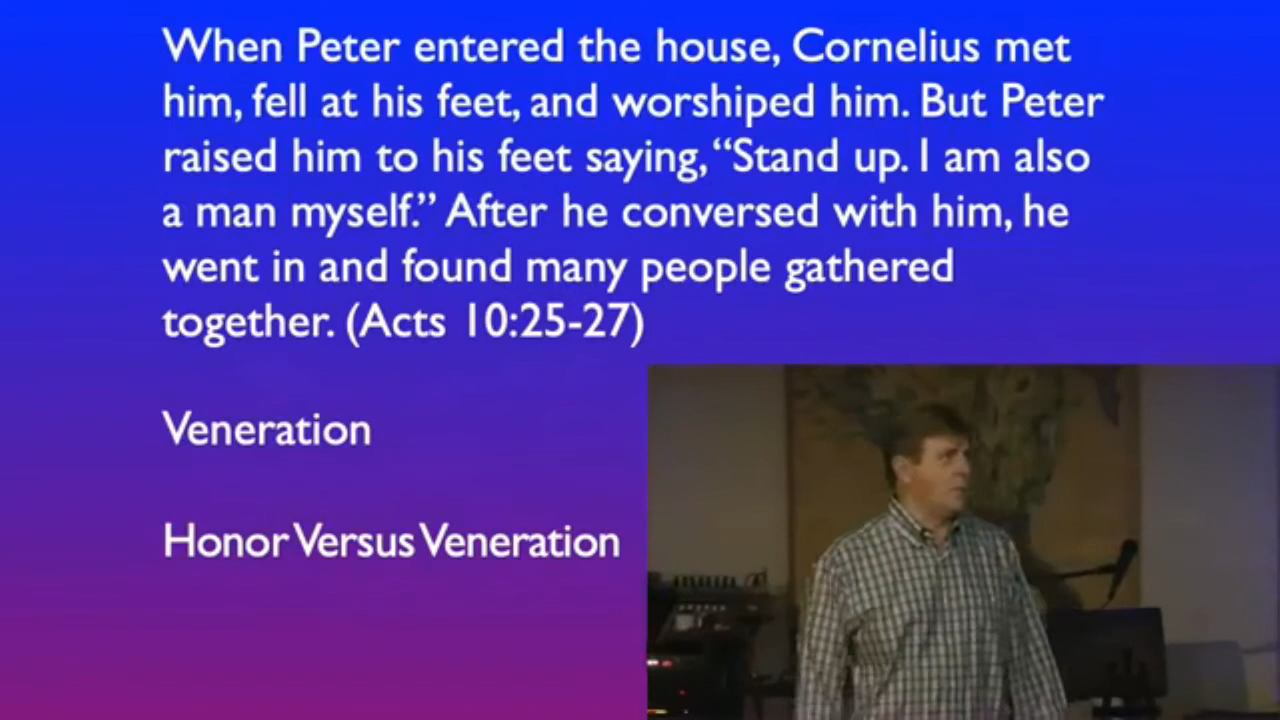 When Peter entered the house, Cornelius met
him, fell at his feet, and worshiped him. But Peter
raised him to his feet saying, “Stand up. I am also
a man myself.” After he conversed with him, he
went in and found many people gathered
together. (Acts 10:25-27)
Veneration
Honor Versus Veneration